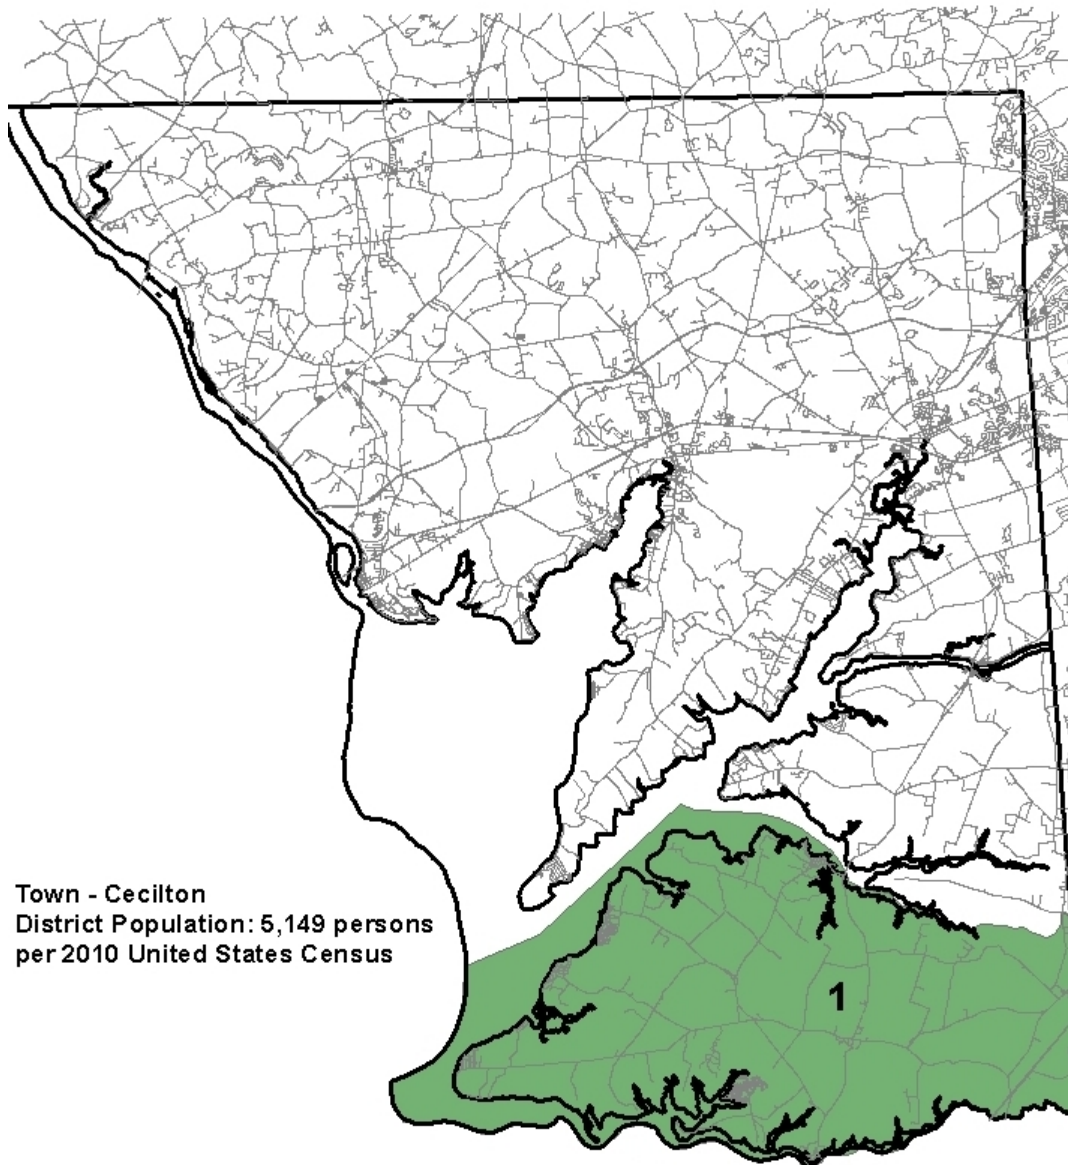 Town - Cecilton
District Population: 5,149 persons
per 2010 United States Census
1